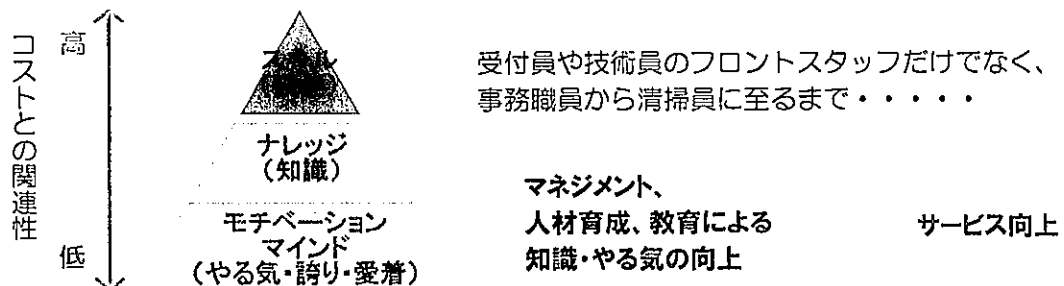 コストとの関連性
高
低
スキル
ナレッジ
(知識)
モチベーション
マインド
(やる気・誇り・愛着)
受付員や技術員のフロントスタッフだけでなく、
事務職員から清掃員に至るまで・・・・・
マネジメント、
人材育成、教育による
知識・やる気の向上
サービス向上